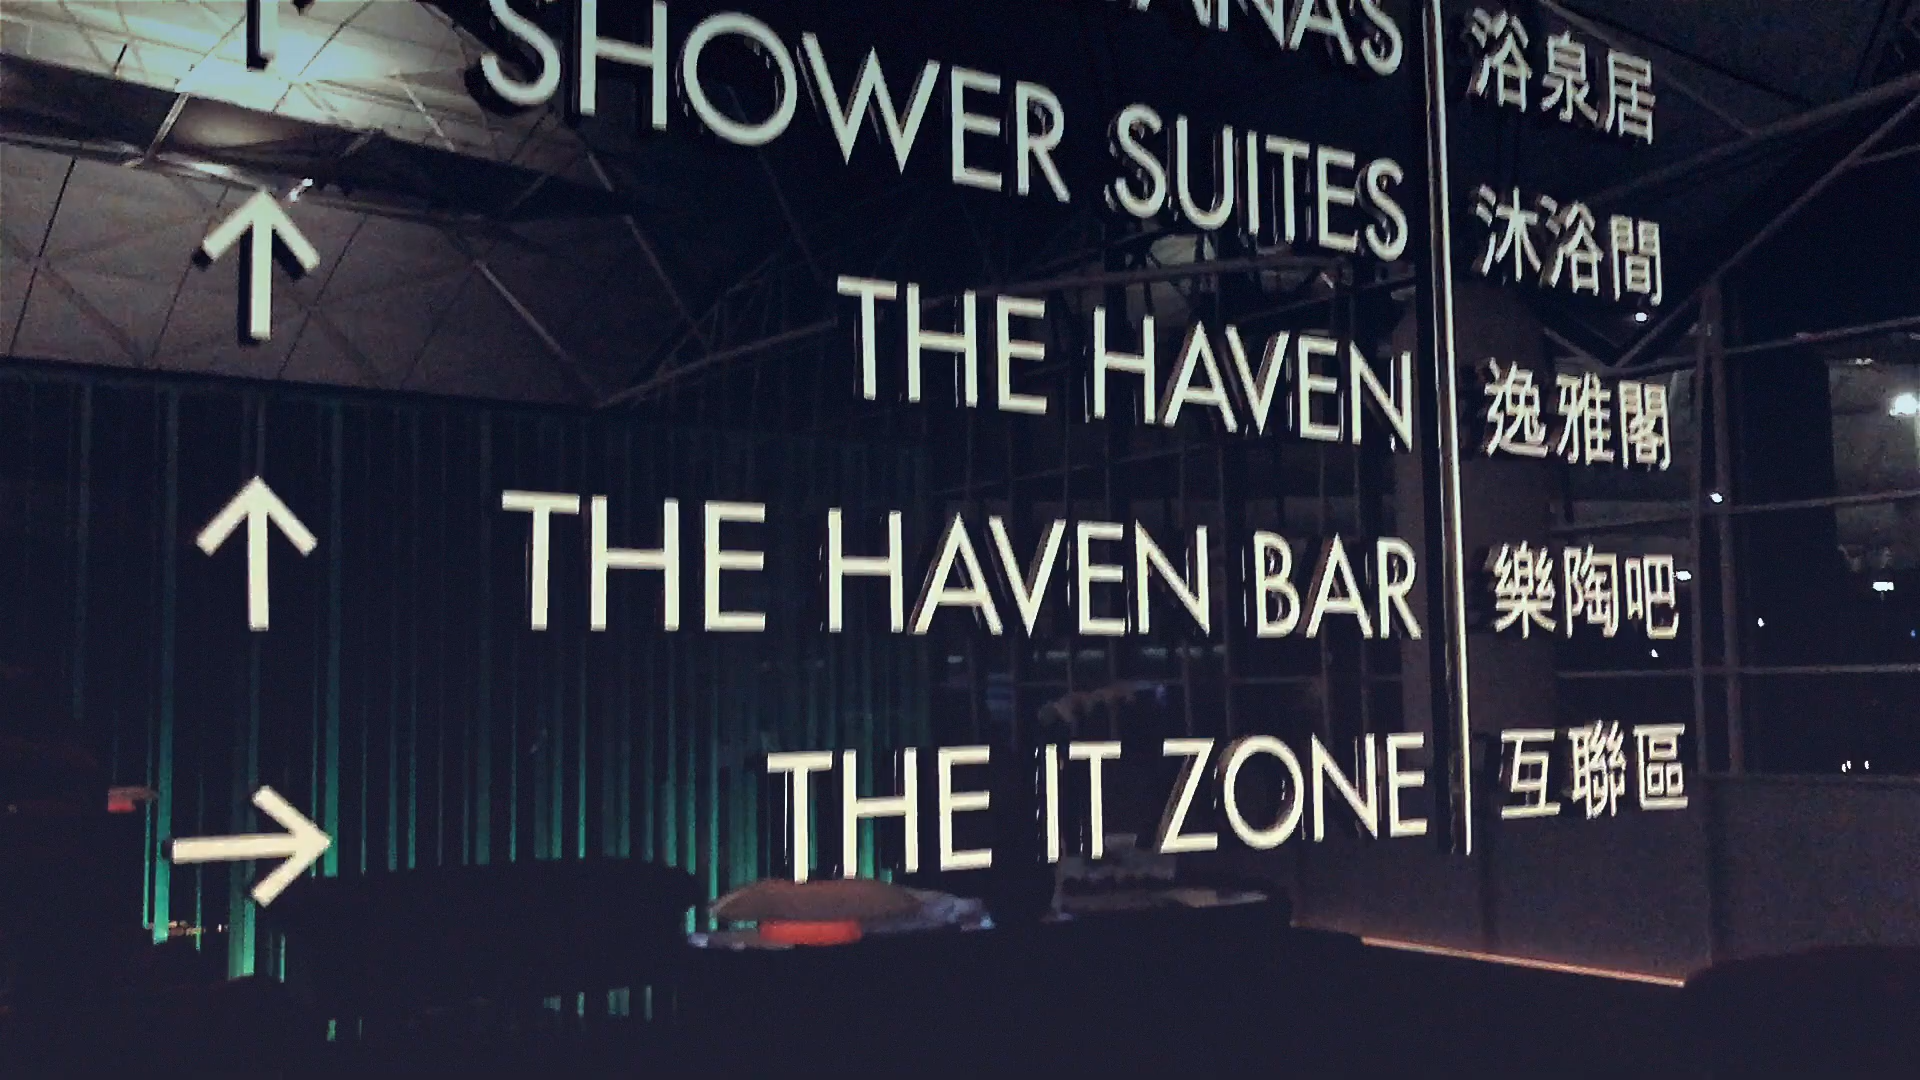 浴泉居
SHOWER SUITES 沐浴間
THE HAVEN 逸雅閣
THE HAVEN BAR 樂陶吧
THE IT ZONE 互聯區